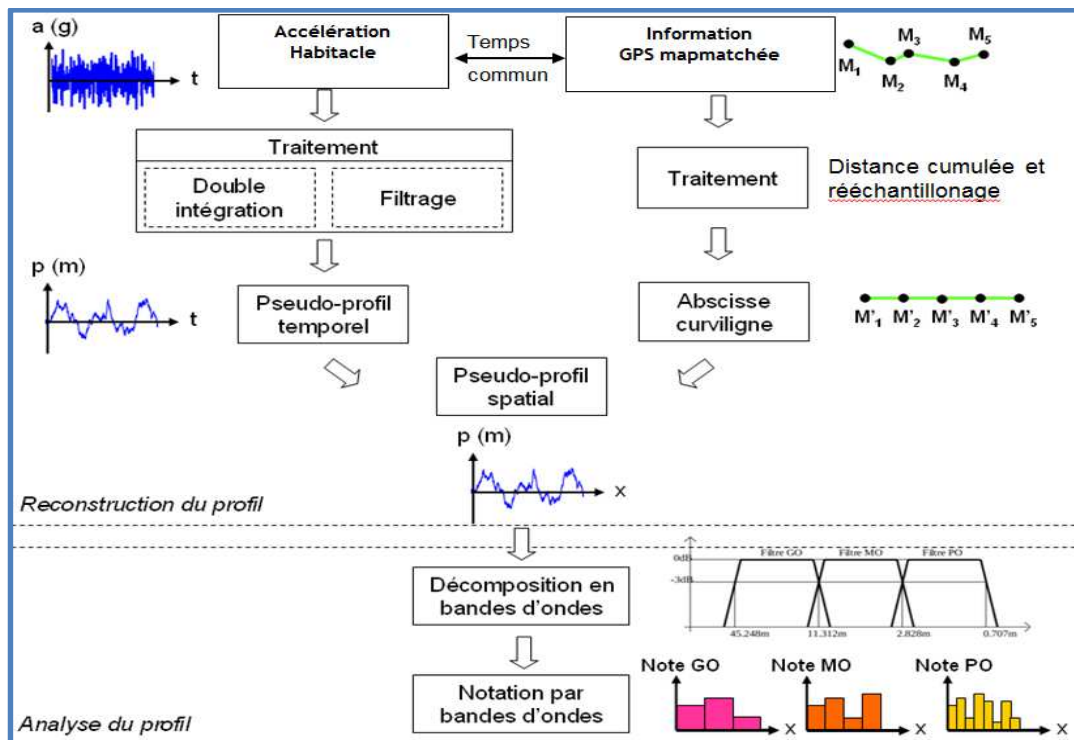 a (g)
t
Accélération
Habitacle
Temps
commun
Information
GPS mapmatchée
M1
M2
M3
M4
M5
Traitement
Double
intégration
Filtrage
Traitement
Distance cumulée et
rééchantillonage
p (m)
t
Pseudo-profil
temporel
Abscisse
curviligne
M'1 M'2 M'3 M'4 M'5
Pseudo-profil
spatial
p (m)
x
Reconstruction du profil
Décomposition en
bandes d'ondes
0dB
-3dB
Filtre GO
Filtre MO
Filtre PO
45.248m
11.312m
2.828m
0.707m
Notation par
bandes d'ondes
Note GO
x
Note MO
x
Note PO
x
Analyse du profil